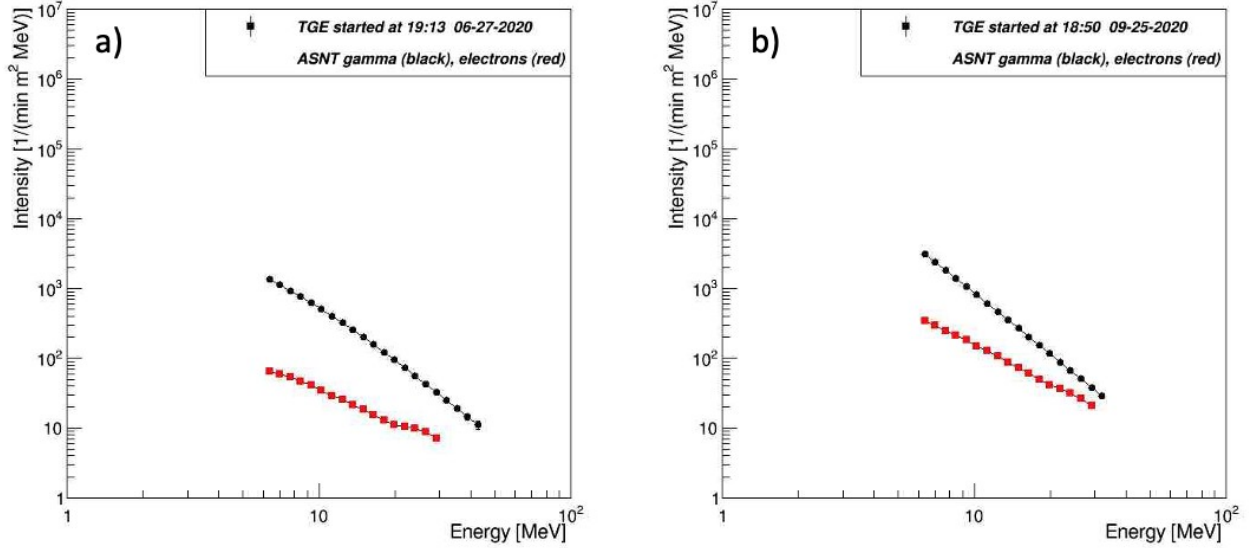 a)
TGE started at 19:13 06-27-2020
ASNT gamma (black), electrons (red)
Intensity [1/(min m² MeV)]
10⁷
10⁶
10⁵
10⁴
10³
10²
10
1
1
10
10²
Energy [MeV]
b)
TGE started at 18:50 09-25-2020
ASNT gamma (black), electrons (red)
Intensity [1/(min m² MeV)]
10⁷
10⁶
10⁵
10⁴
10³
10²
10
1
1
10
10²
Energy [MeV]